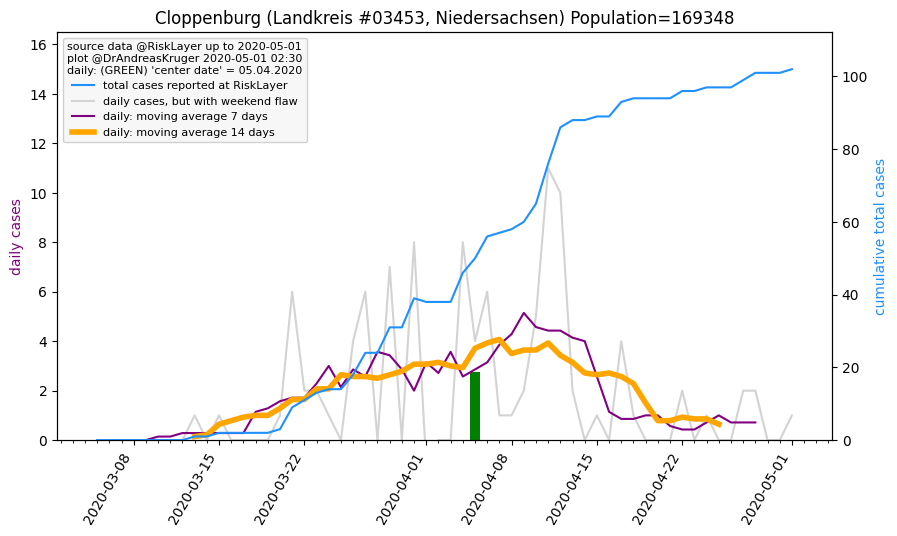 Cloppenburg (Landkreis #03453, Niedersachsen) Population=169348
source data @RiskLayer up to 2020-05-01
plot @DrAndreasKruger 2020-05-01 02:30
daily: (GREEN) 'center date' = 05.04.2020
total cases reported at RiskLayer
daily cases, but with weekend flaw
daily: moving average 7 days
daily: moving average 14 days
daily cases
16
14
12
10
8
6
4
2
0
100
80
60
40
20
0
cumulative total cases
2020-03-08
2020-03-15
2020-03-22
2020-04-01
2020-04-08
2020-04-15
2020-04-22
2020-05-01